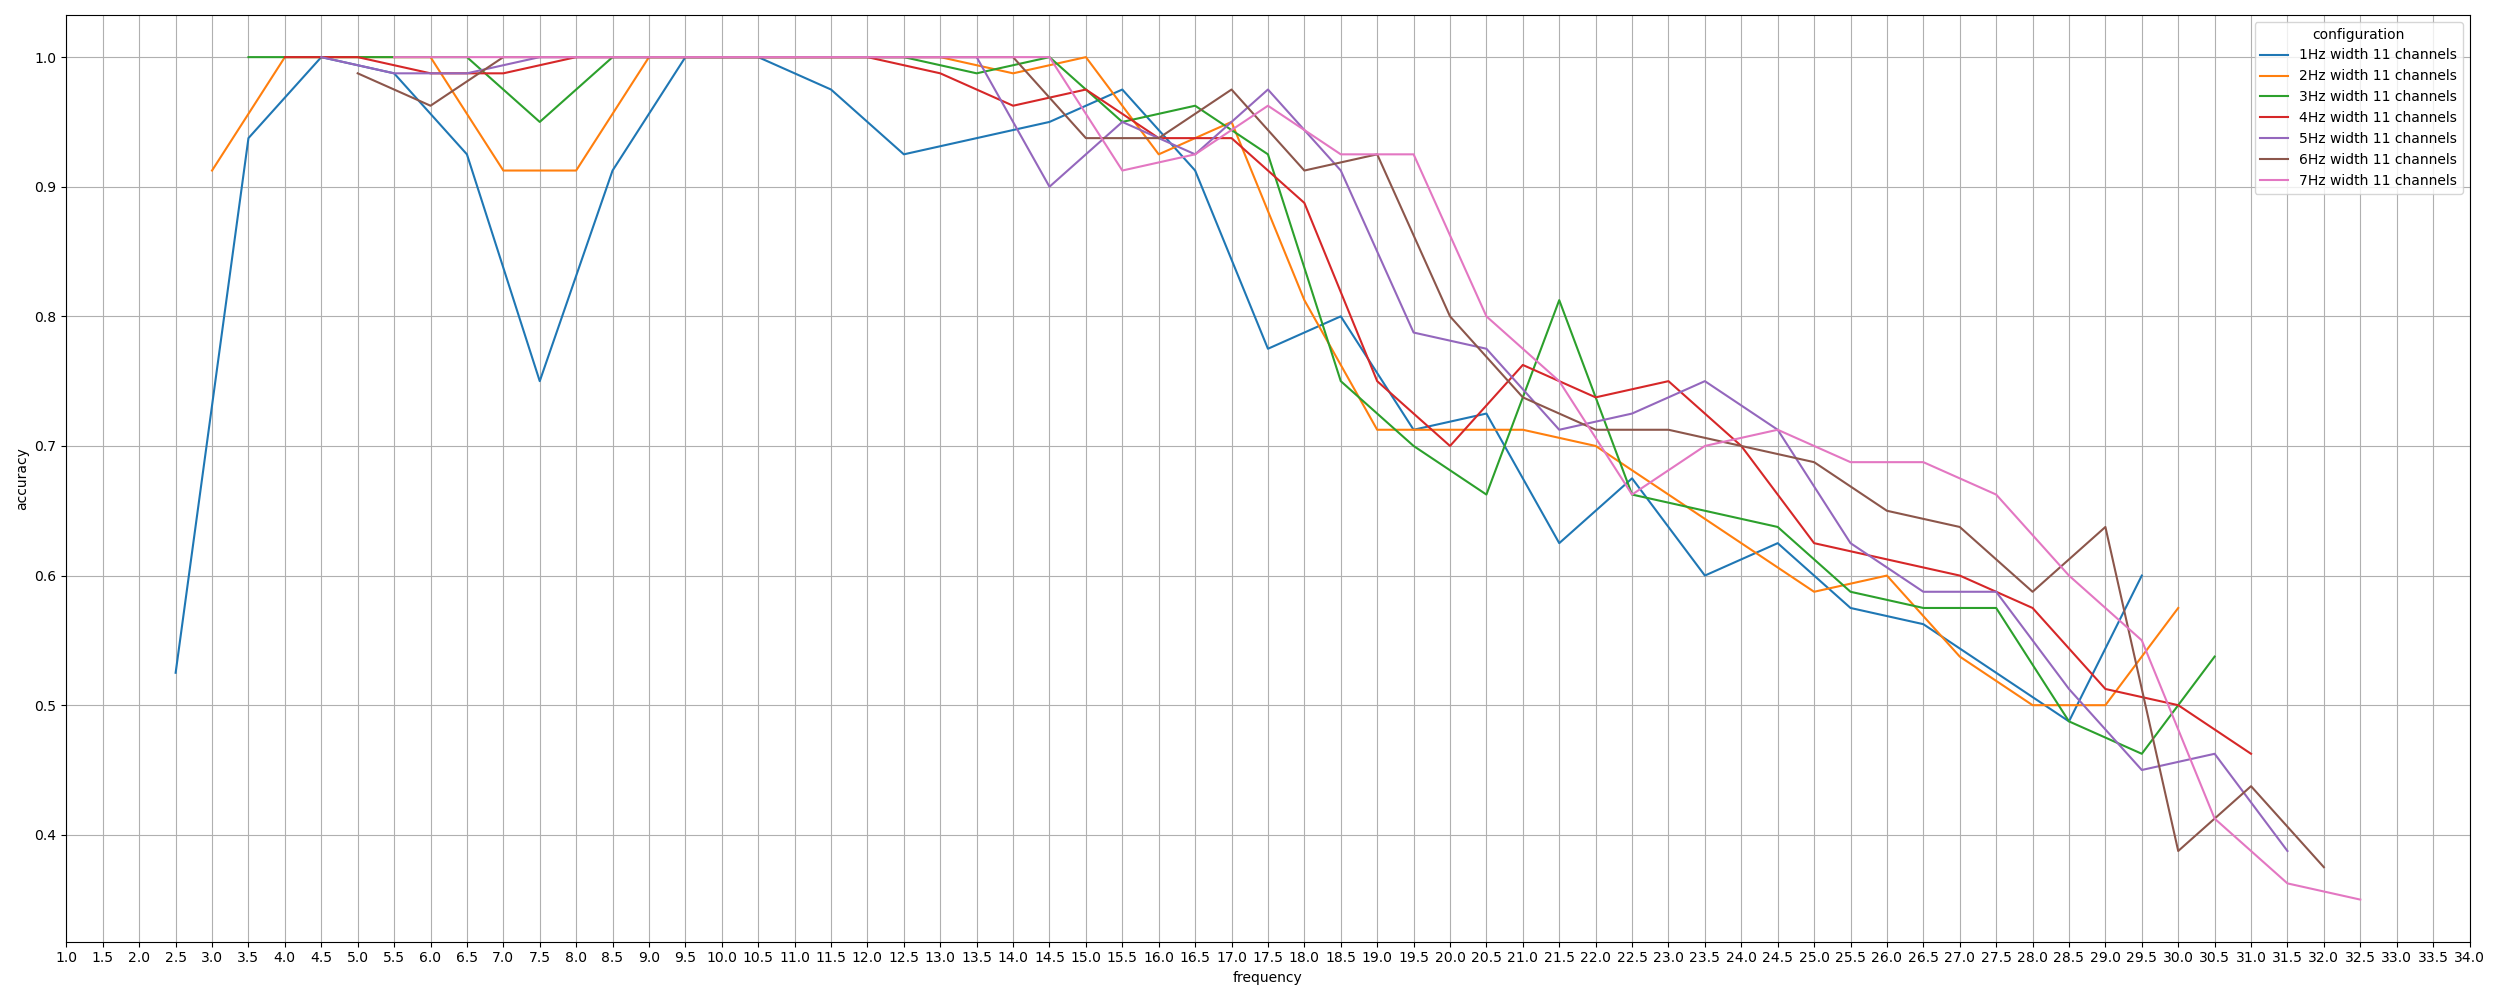 configuration
1Hz width 11 channels
2Hz width 11 channels
3Hz width 11 channels
4Hz width 11 channels
5Hz width 11 channels
6Hz width 11 channels
7Hz width 11 channels
1.0
0.9
0.8
0.7
0.6
0.5
0.4
accuracy
1.0 1.5 2.0 2.5 3.0 3.5 4.0 4.5 5.0 5.5 6.0 6.5 7.0 7.5 8.0 8.5 9.0 9.5 10.0 10.5 11.0 11.5 12.0 12.5 13.0 13.5 14.0 14.5 15.0 15.5 16.0 16.5 17.0 17.5 18.0 18.5 19.0 19.5 20.0 20.5 21.0 21.5 22.0 22.5 23.0 23.5 24.0 24.5 25.0 25.5 26.0 26.5 27.0 27.5 28.0 28.5 29.0 29.5 30.0 30.5 31.0 31.5 32.0 32.5 33.0 33.5 34.0
frequency